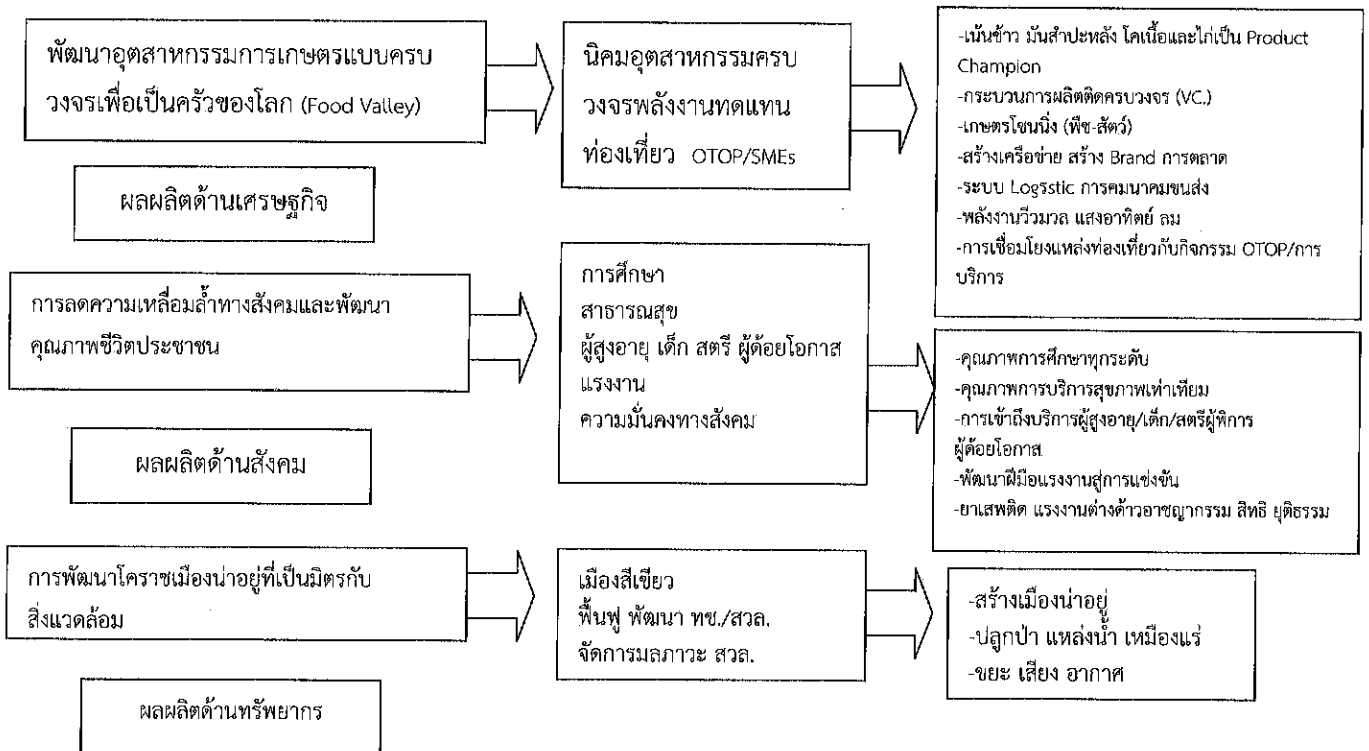 พัฒนาอุตสาหกรรมการเกษตรแบบครบ
วงจรเพื่อเป็นครัวของโลก (Food Valley)
นิคมอุตสาหกรรมครบ
วงจรพลังงานทดแทน
ท่องเที่ยว OTOP/SMEs
-เน้นข้าว มันสำปะหลัง โคเนื้อและไก่เป็น Product
Champion
-กระบวนการผลิตติดครบวงจร (VC.)
-เกษตรโซนนิ่ง (พืช-สัตว์)
-สร้างเครือข่าย สร้าง Brand การตลาด
-ระบบ Logรstic การคมนาคมขนส่ง
-พลังงานวีวมวล แสงอาทิตย์ ลม
-การเชื่อมโยงแหล่งท่องเที่ยวกับกิจกรรม OTOP/การ
บริการ
ผลผลิตด้านเศรษฐกิจ
การลดความเหลื่อมล้ำทางสังคมและพัฒนา
คุณภาพชีวิตประชาชน
การศึกษา
สาธารณสุข
ผู้สูงอายุ เด็ก สตรี ผู้ด้อยโอกาส
แรงงาน
ความมั่นคงทางสังคม
-คุณภาพการศึกษาทุกระดับ
-คุณภาพการบริการสุขภาพเท่าเทียม
-การเข้าถึงบริการผู้สูงอายุ/เด็ก/สตรีผู้พิการ
ผู้ด้อยโอกาส
-พัฒนาฝีมือแรงงานสู่การแข่งขัน
-ยาเสพติด แรงงานต่างด้าวอาชญากรรม สิทธิ ยุติธรรม
ผลผลิตด้านสังคม
การพัฒนาโคราชเมืองน่าอยู่ที่เป็นมิตรกับ
สิ่งแวดล้อม
เมืองสีเขียว
ฟื้นฟู พัฒนา ทช./สวล.
จัดการมลภาวะ สวล.
-สร้างเมืองน่าอยู่
-ปลูกป่า แหล่งน้ำ เหมืองแร่
-ขยะ เสียง อากาศ
ผลผลิตด้านทรัพยากร